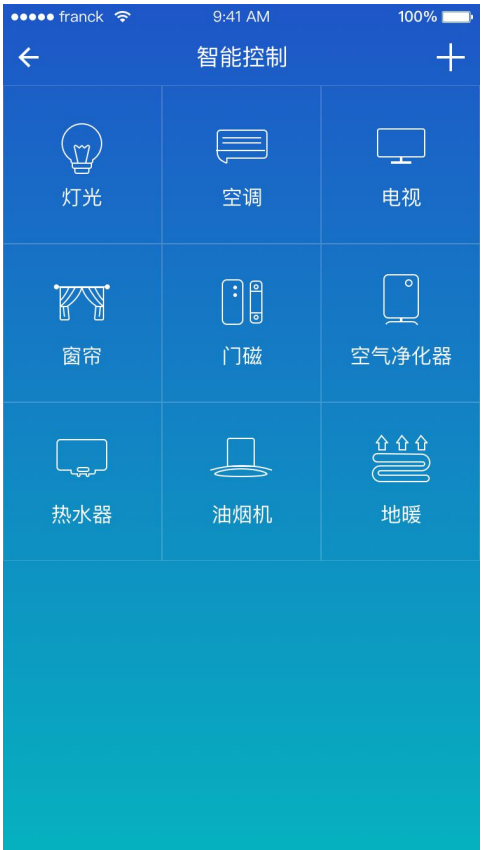 franck 9:41 AM 100%
智能控制
灯光 空调 电视
窗帘 门磁 空气净化器
热水器 油烟机 地暖